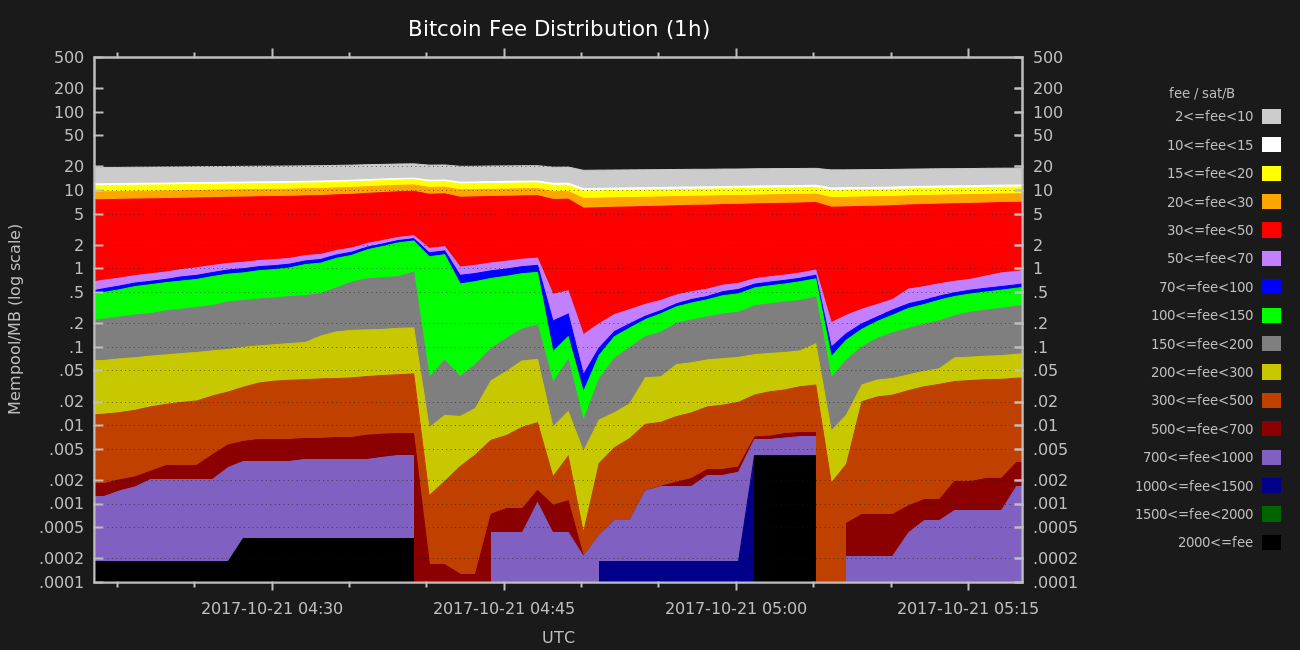 Bitcoin Fee Distribution (1h)
500 500
200 200
100 100
50 50
20 20
10 10
5 5
2 2
1 1
.5 .5
.2 .2
.1 .1
.05 .05
.02 .02
.01 .01
.005 .005
.002 .002
.001 .001
.0005 .0005
.0002 .0002
.0001 .0001
Mempool/MB (log scale)
2017-10-21 04:30 2017-10-21 04:45 2017-10-21 05:00 2017-10-21 05:15
UTC
fee / sat/B
2<=fee<10
10<=fee<15
15<=fee<20
20<=fee<30
30<=fee<50
50<=fee<70
70<=fee<100
100<=fee<150
150<=fee<200
200<=fee<300
300<=fee<500
500<=fee<700
700<=fee<1000
1000<=fee<1500
1500<=fee<2000
2000<=fee